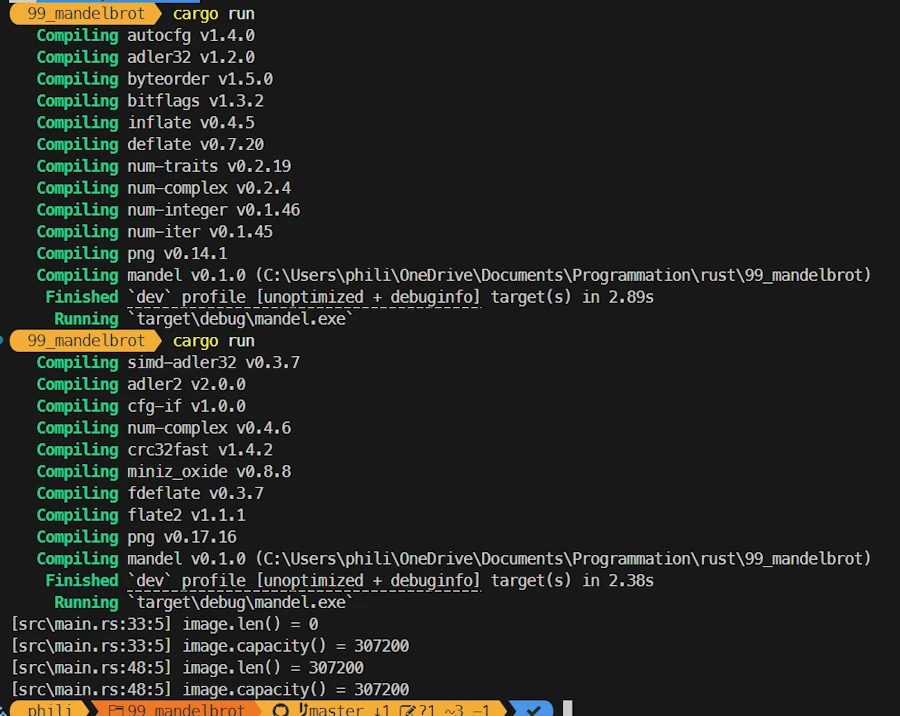 99_mandelbrot cargo run
Compiling autocfg v1.4.0
Compiling adler32 v1.2.0
Compiling byteorder v1.5.0
Compiling bitflags v1.3.2
Compiling inflate v0.4.5
Compiling deflate v0.7.20
Compiling num-traits v0.2.19
Compiling num-complex v0.2.4
Compiling num-integer v0.1.46
Compiling num-iter v0.1.45
Compiling png v0.14.1
Compiling mandel v0.1.0 (C:\Users\phili\OneDrive\Documents\Programmation\rust\99_mandelbrot)
Finished `dev` profile [unoptimized + debuginfo] target(s) in 2.89s
Running `target\debug\mandel.exe`
99_mandelbrot cargo run
Compiling simd-adler32 v0.3.7
Compiling adler2 v2.0.0
Compiling cfg-if v1.0.0
Compiling num-complex v0.4.6
Compiling crc32fast v1.4.2
Compiling miniz_oxide v0.8.8
Compiling fdeflate v0.3.7
Compiling flate2 v1.1.1
Compiling png v0.17.16
Compiling mandel v0.1.0 (C:\Users\phili\OneDrive\Documents\Programmation\rust\99_mandelbrot)
Finished `dev` profile [unoptimized + debuginfo] target(s) in 2.38s
Running `target\debug\mandel.exe`
[src\main.rs:33:5] image.len() = 0
[src\main.rs:33:5] image.capacity() = 307200
[src\main.rs:48:5] image.len() = 307200
[src\main.rs:48:5] image.capacity() = 307200
phili 99_mandelbrot master ↓1 ?1 ~3 -1